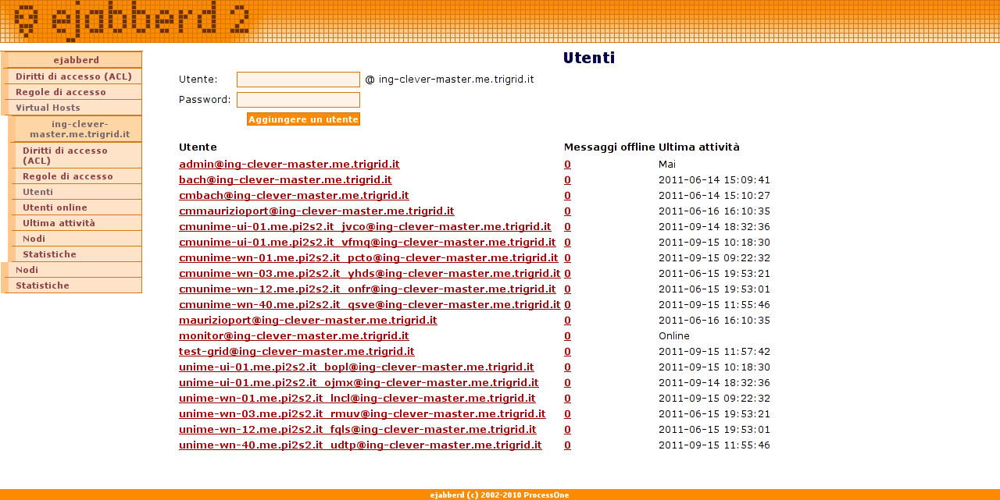 ejabberd 2
ejabberd
Diritti di accesso (ACL)
Regole di accesso
Virtual Hosts
ing-clever-
master.me.trigrid.it
Diritti di accesso
(ACL)
Regole di accesso
Utenti
Utenti online
Ultima attività
Nodi
Statistiche
Nodi
Statistiche
Utenti
Utente: @ ing-clever-master.me.trigrid.it
Password:
Aggiungere un utente
Utente Messaggi offline Ultima attività
admin@ing-clever-master.me.trigrid.it 0 Mai
bach@ing-clever-master.me.trigrid.it 0 2011-06-14 15:09:41
cmbach@ing-clever-master.me.trigrid.it 0 2011-06-14 15:10:27
cmmaurizioport@ing-clever-master.me.trigrid.it 0 2011-06-16 16:10:35
cmunime-ui-01.me.pi2s2.it_jvco@ing-clever-master.me.trigrid.it 0 2011-09-14 18:32:36
cmunime-ui-01.me.pi2s2.it_vfmq@ing-clever-master.me.trigrid.it 0 2011-09-15 10:18:30
cmunime-wn-01.me.pi2s2.it_pcto@ing-clever-master.me.trigrid.it 0 2011-09-15 09:22:32
cmunime-wn-03.me.pi2s2.it_yhds@ing-clever-master.me.trigrid.it 0 2011-06-15 19:53:21
cmunime-wn-12.me.pi2s2.it_onfr@ing-clever-master.me.trigrid.it 0 2011-06-15 19:53:01
cmunime-wn-40.me.pi2s2.it_qsve@ing-clever-master.me.trigrid.it 0 2011-09-15 11:55:46
maurizioport@ing-clever-master.me.trigrid.it 0 2011-06-16 16:10:35
monitor@ing-clever-master.me.trigrid.it 0 Online
test-grid@ing-clever-master.me.trigrid.it 0 2011-09-15 11:57:42
unime-ui-01.me.pi2s2.it_bopl@ing-clever-master.me.trigrid.it 0 2011-09-15 10:18:30
unime-ui-01.me.pi2s2.it_ojmx@ing-clever-master.me.trigrid.it 0 2011-09-14 18:32:36
unime-wn-01.me.pi2s2.it_lncl@ing-clever-master.me.trigrid.it 0 2011-09-15 09:22:32
unime-wn-03.me.pi2s2.it_rmuv@ing-clever-master.me.trigrid.it 0 2011-06-15 19:53:21
unime-wn-12.me.pi2s2.it_fqls@ing-clever-master.me.trigrid.it 0 2011-06-15 19:53:01
unime-wn-40.me.pi2s2.it_udtp@ing-clever-master.me.trigrid.it 0 2011-09-15 11:55:46
ejabberd (c) 2002-2010 ProcessOne